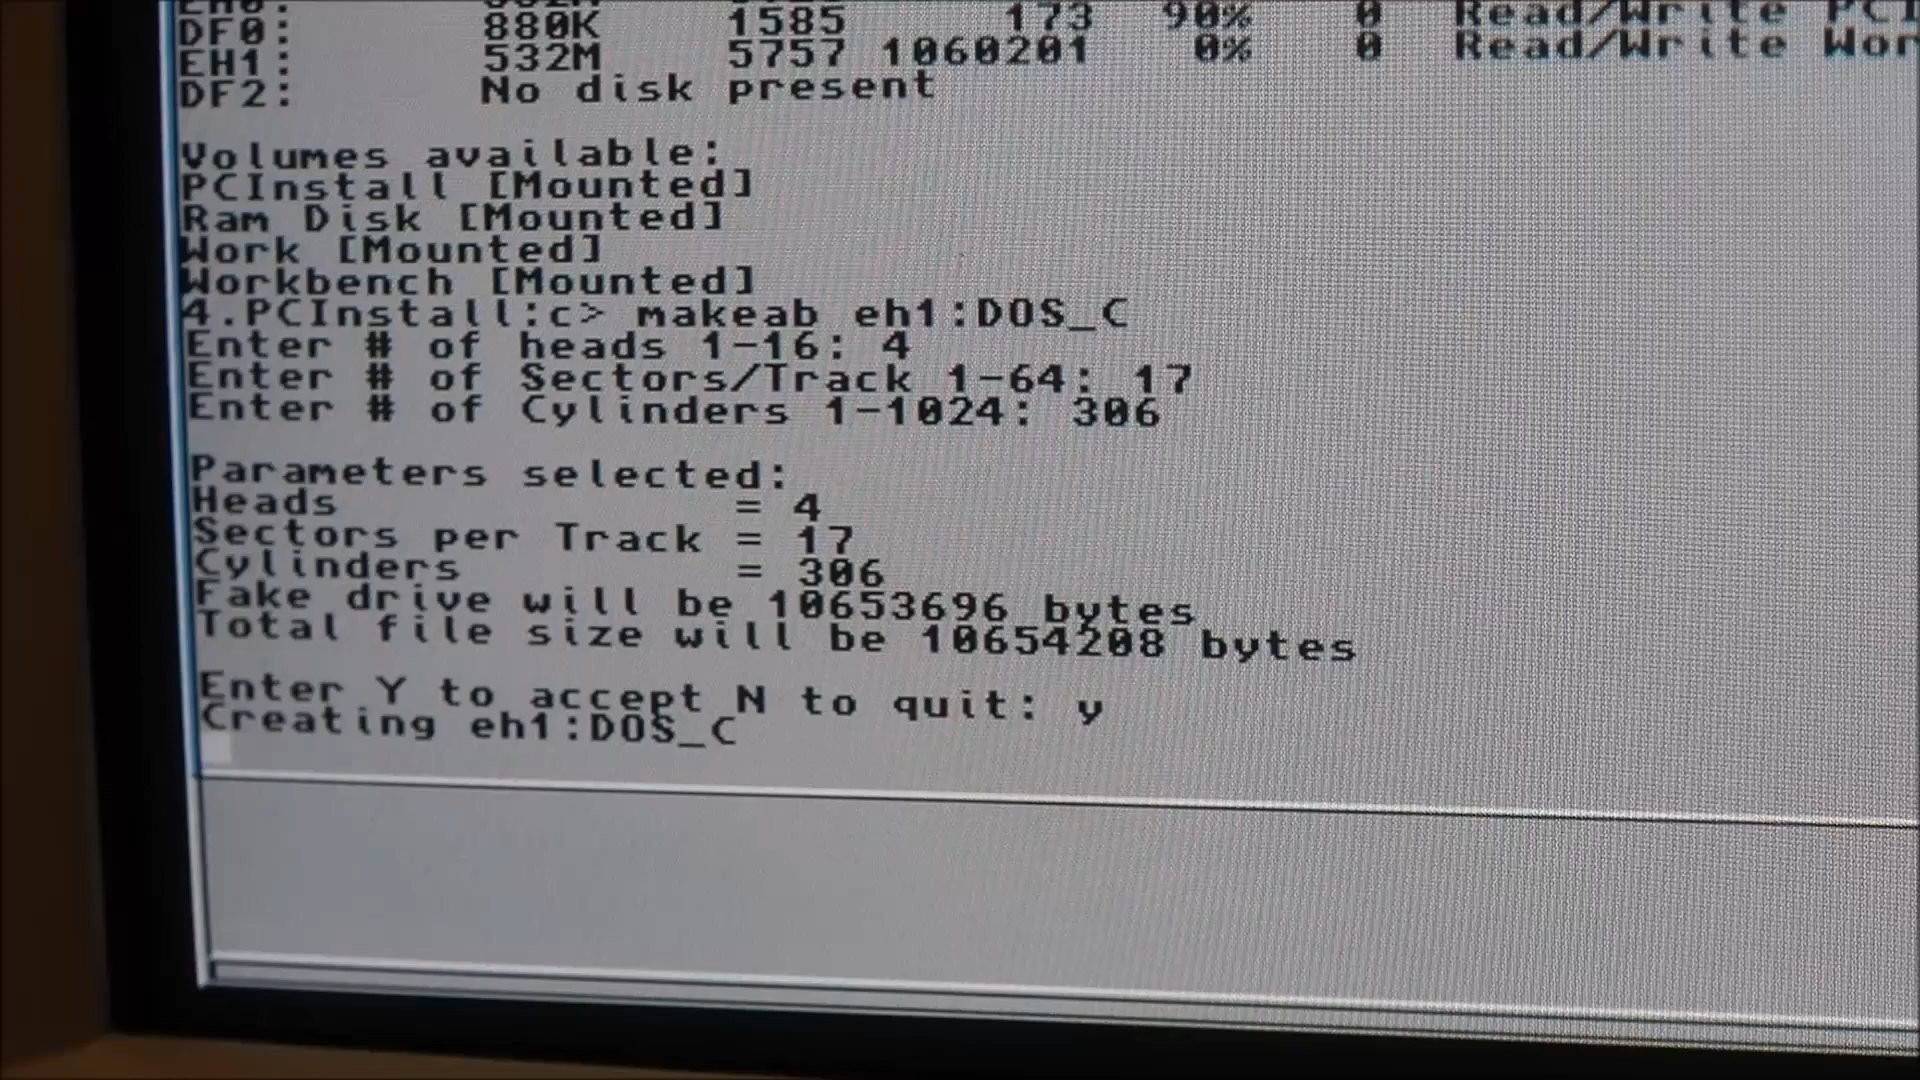 DF0: 880K 1585 173 90% 0 Read/Write
EH1: 532M 5757 1060201 0% 0 Read/Write
DF2: No disk present
Volumes available:
PCInstall [Mounted]
Ram Disk [Mounted]
Work [Mounted]
Workbench [Mounted]
4.PCInstall:c> makeab eh1:DOS_C
Enter # of heads 1-16: 4
Enter # of Sectors/Track 1-64: 17
Enter # of Cylinders 1-1024: 306
Parameters selected:
Heads = 4
Sectors per Track = 17
Cylinders = 306
Fake drive will be 10653696 bytes
Total file size will be 10654208 bytes
Enter Y to accept N to quit: y
Creating eh1:DOS_C